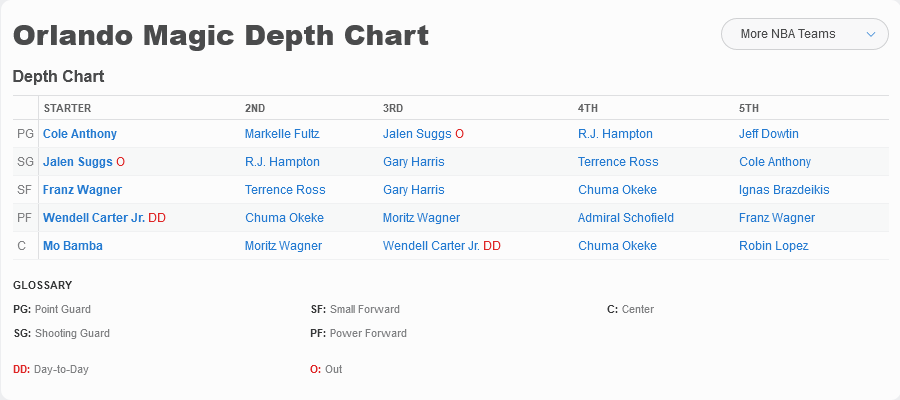 Orlando Magic Depth Chart
More NBA Teams
Depth Chart
STARTER 2ND 3RD 4TH 5TH
PG Cole Anthony Markelle Fultz Jalen Suggs O R.J. Hampton Jeff Dowtin
SG Jalen Suggs O R.J. Hampton Gary Harris Terrence Ross Cole Anthony
SF Franz Wagner Terrence Ross Gary Harris Chuma Okeke Ignas Brazdeikis
PF Wendell Carter Jr. DD Chuma Okeke Moritz Wagner Admiral Schofield Franz Wagner
C Mo Bamba Moritz Wagner Wendell Carter Jr. DD Chuma Okeke Robin Lopez
GLOSSARY
PG: Point Guard SF: Small Forward C: Center
SG: Shooting Guard PF: Power Forward
DD: Day-to-Day O: Out